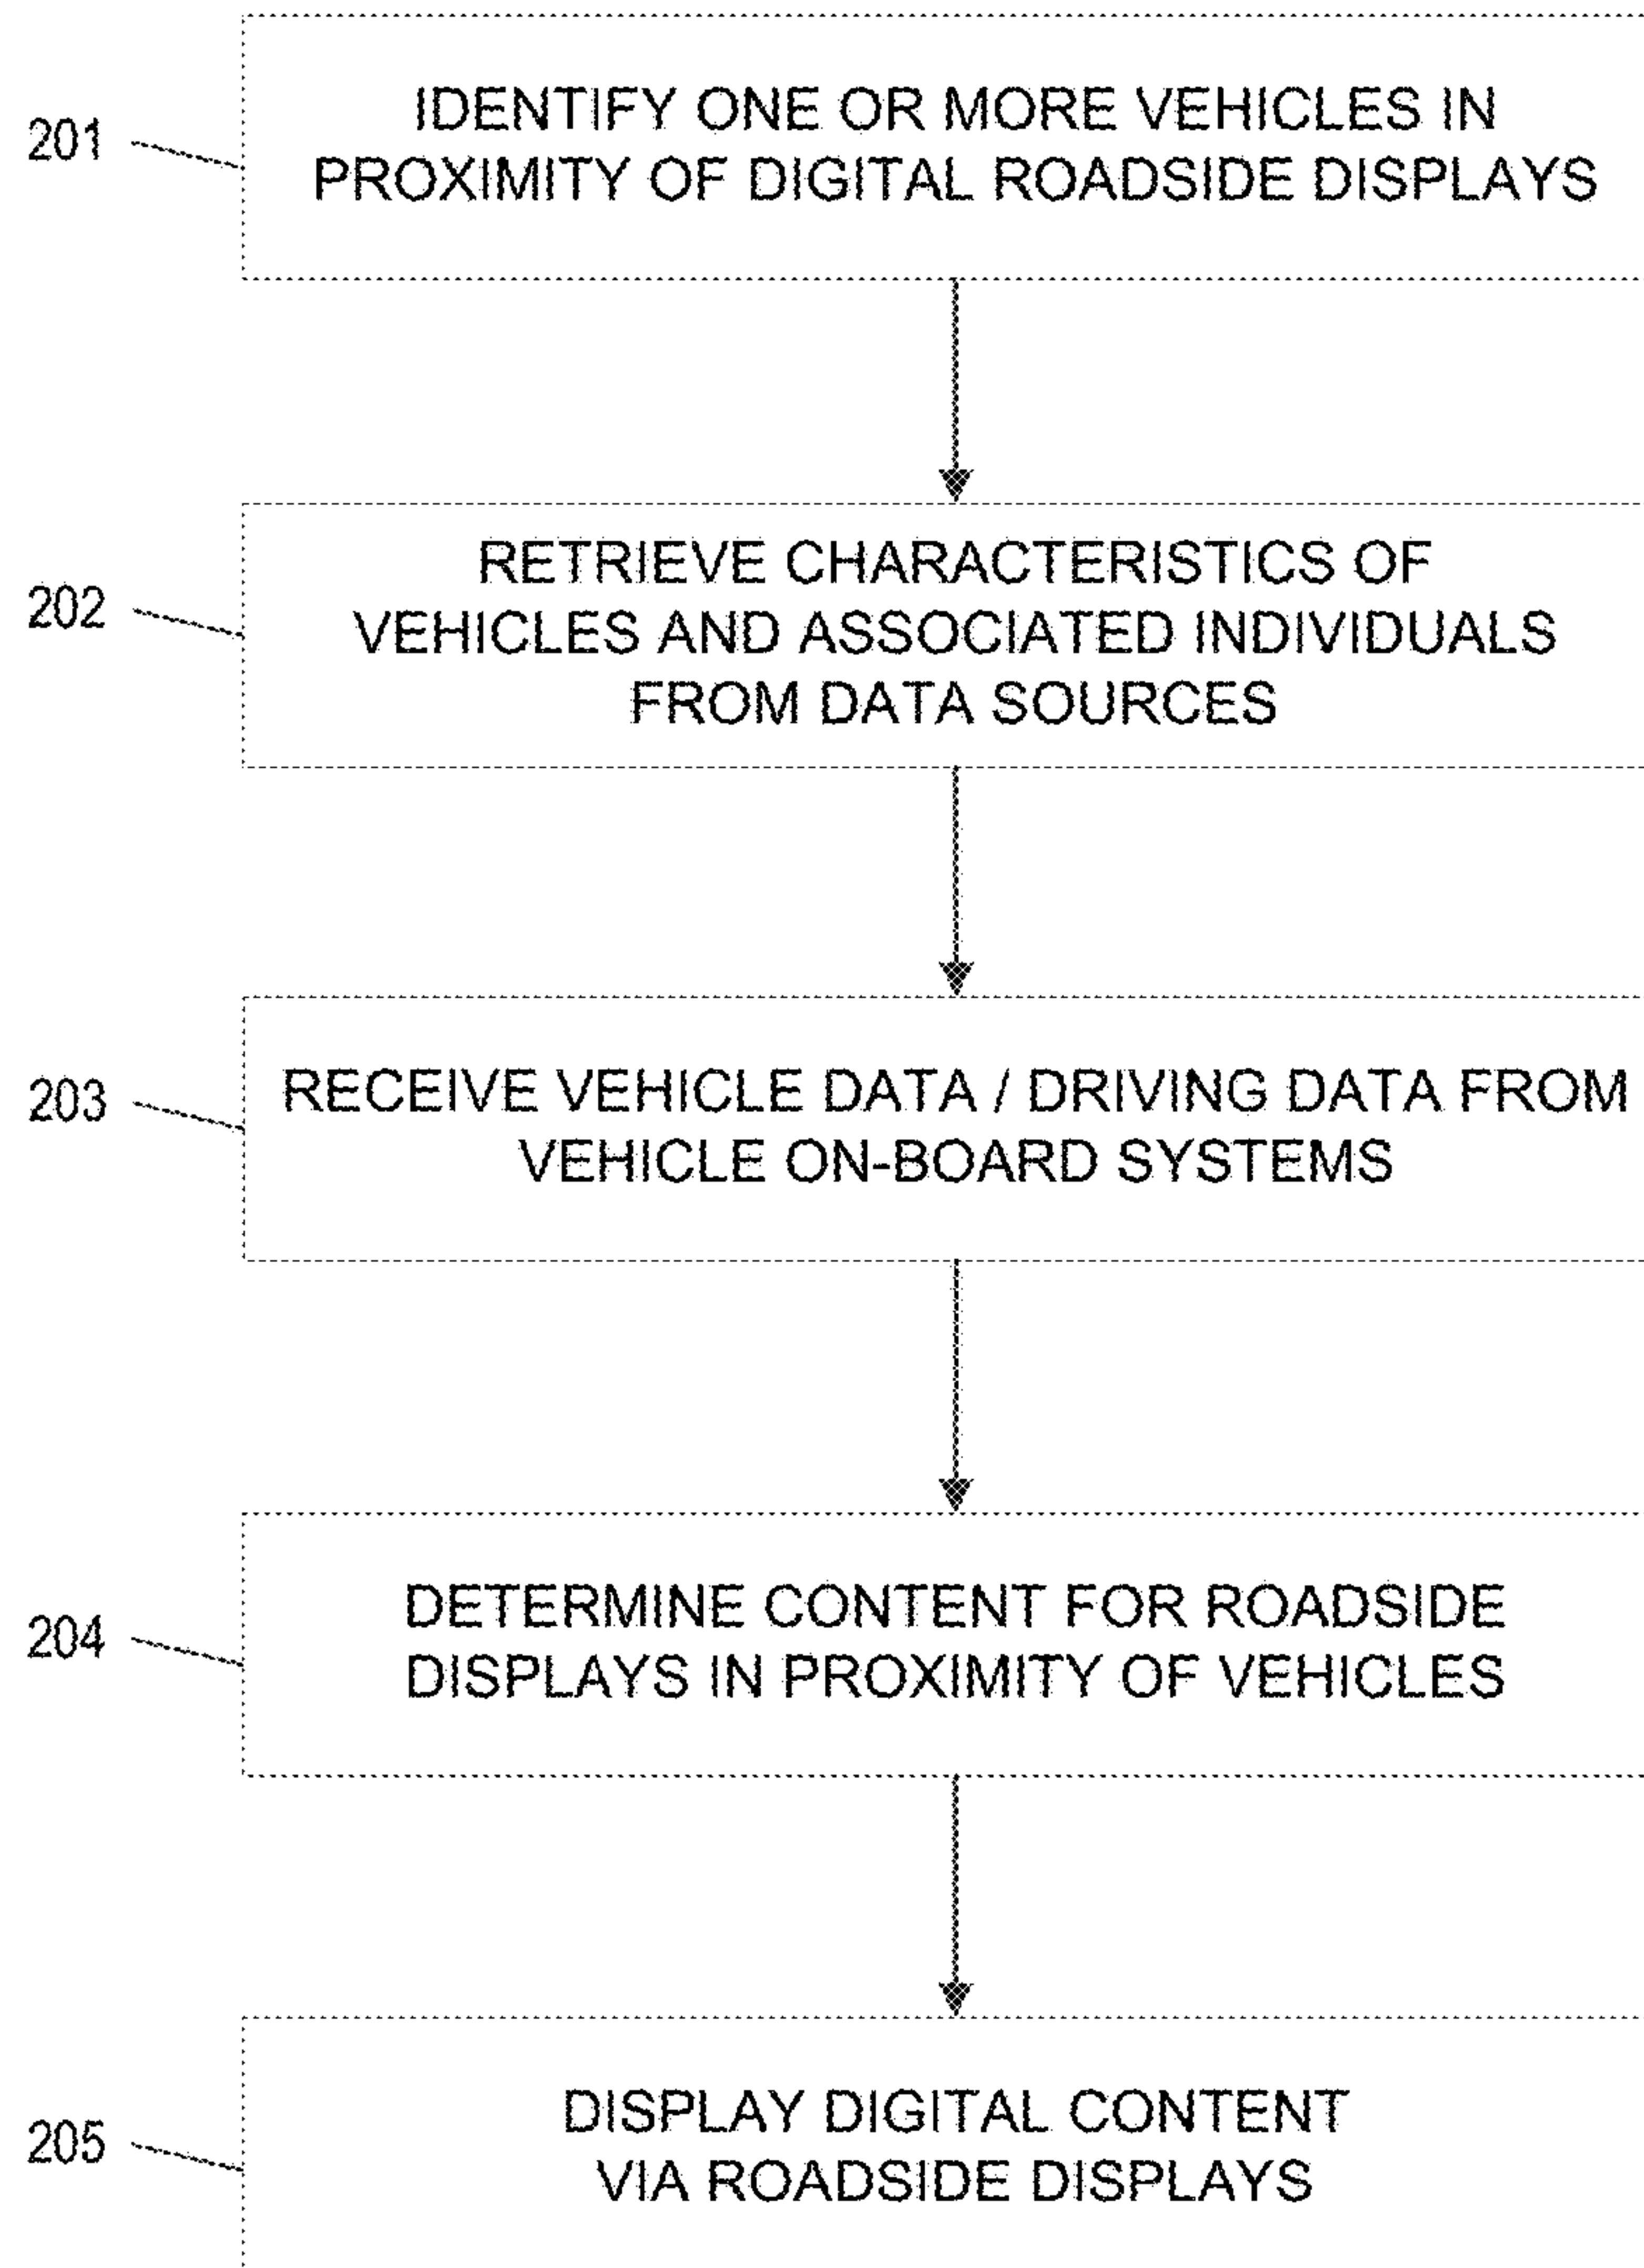 201
IDENTIFY ONE OR MORE VEHICLES IN
PROXIMITY OF DIGITAL ROADSIDE DISPLAYS
202
RETRIEVE CHARACTERISTICS OF
VEHICLES AND ASSOCIATED INDIVIDUALS
FROM DATA SOURCES
203
RECEIVE VEHICLE DATA / DRIVING DATA FROM
VEHICLE ON-BOARD SYSTEMS
204
DETERMINE CONTENT FOR ROADSIDE
DISPLAYS IN PROXIMITY OF VEHICLES
205
DISPLAY DIGITAL CONTENT
VIA ROADSIDE DISPLAYS